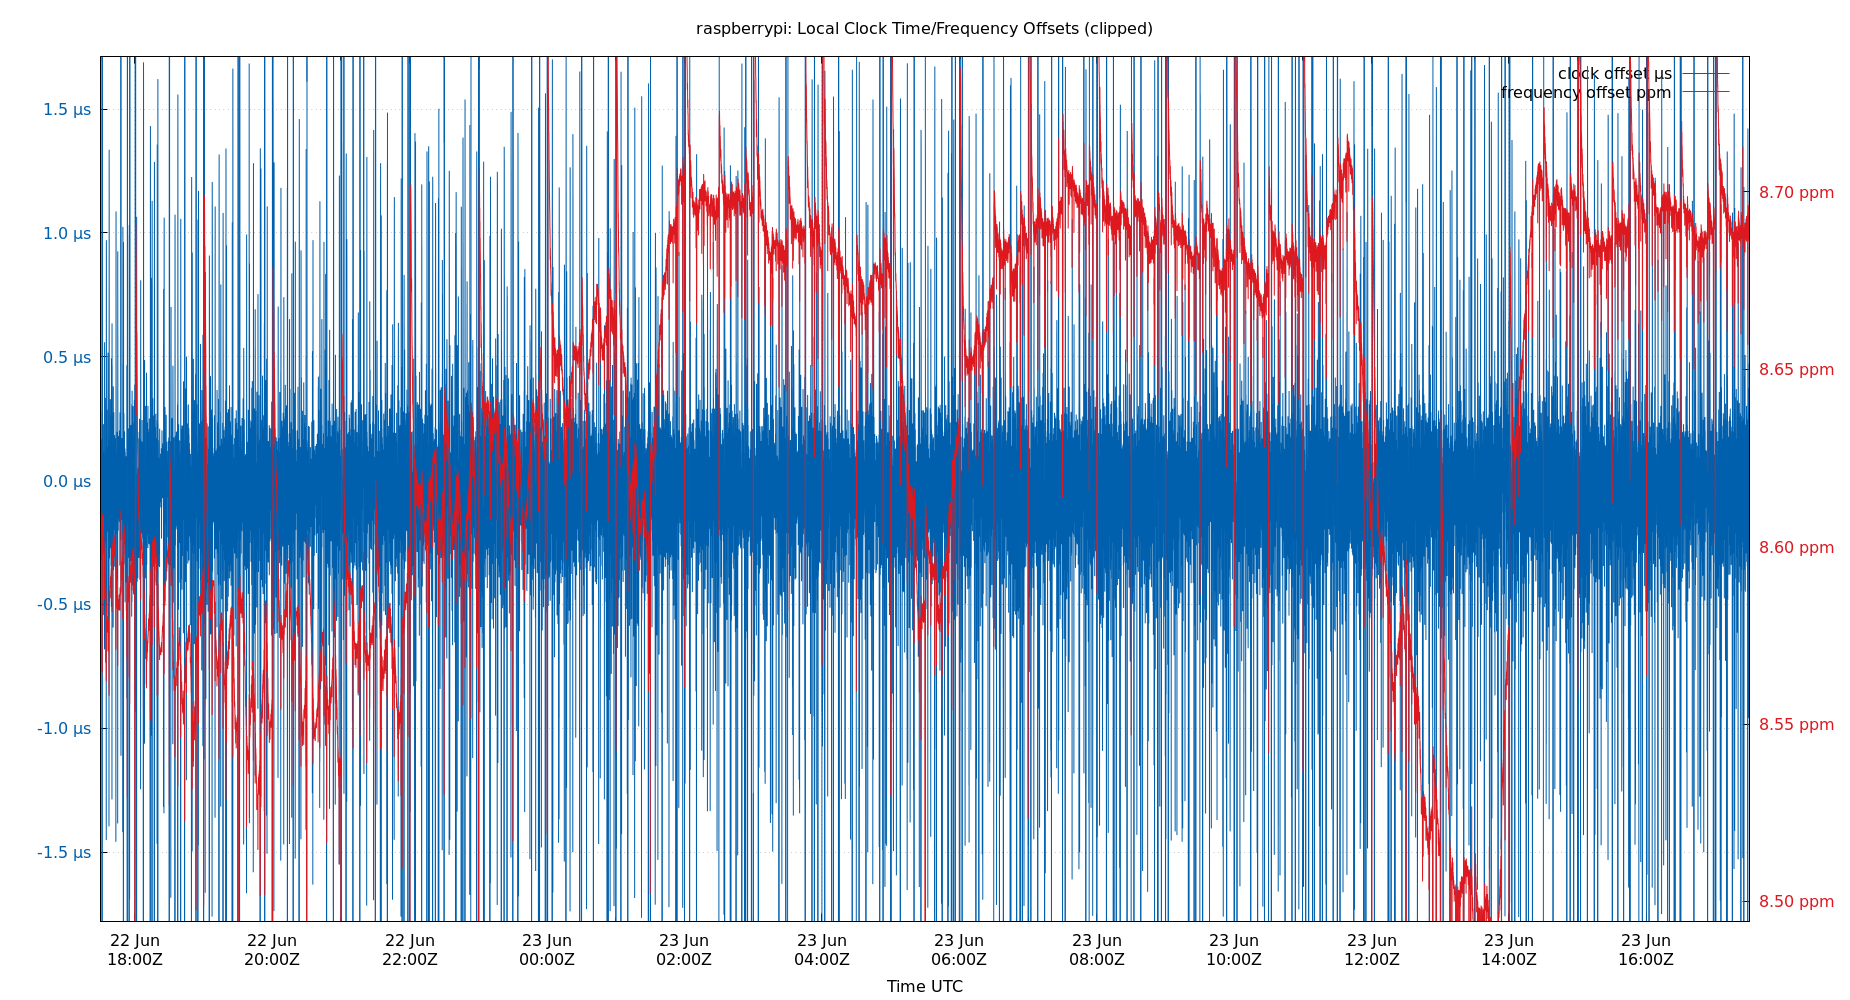 raspberrypi: Local Clock Time/Frequency Offsets (clipped)
clock offset µs
frequency offset ppm
1.5 µs
1.0 µs
0.5 µs
0.0 µs
-0.5 µs
-1.0 µs
-1.5 µs
8.70 ppm
8.65 ppm
8.60 ppm
8.55 ppm
8.50 ppm
22 Jun 22 Jun 22 Jun 23 Jun 23 Jun 23 Jun 23 Jun 23 Jun 23 Jun 23 Jun 23 Jun 23 Jun
18:00Z 20:00Z 22:00Z 00:00Z 02:00Z 04:00Z 06:00Z 08:00Z 10:00Z 12:00Z 14:00Z 16:00Z
Time UTC